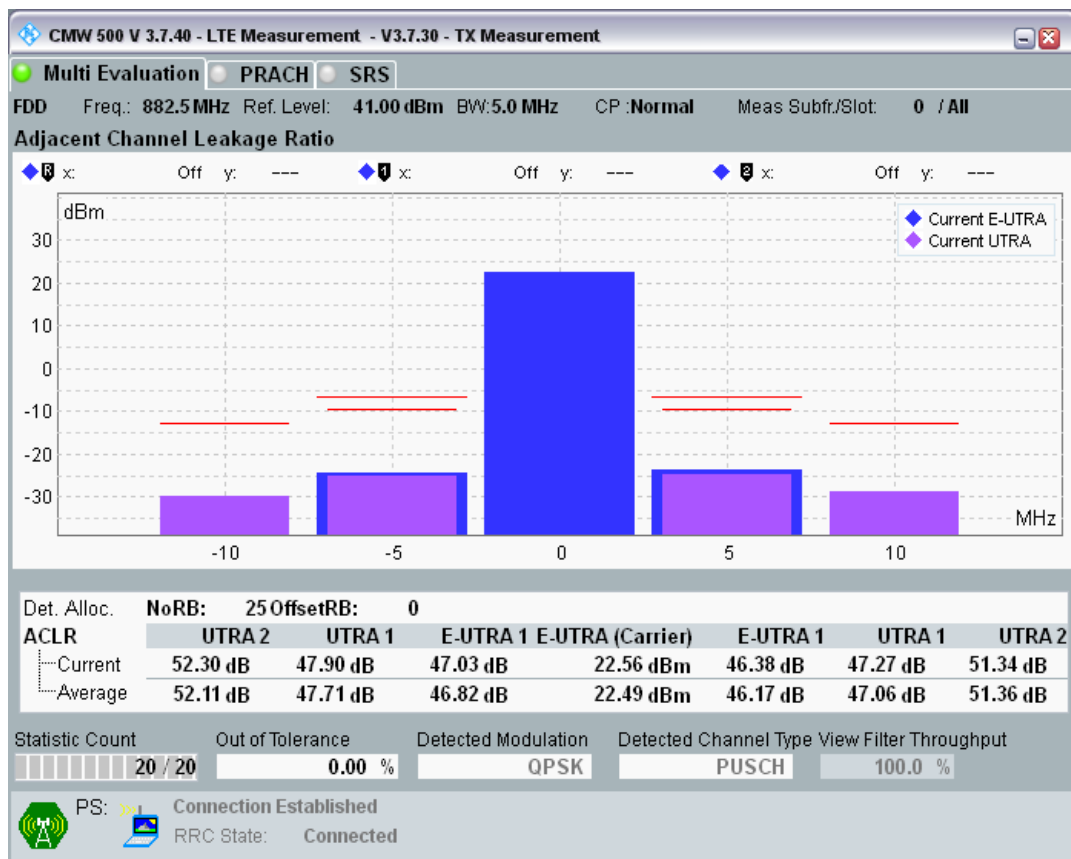 CMW 500 V 3.7.40 - LTE Measurement - V3.7.30 - TX Measurement
Multi Evaluation PRACH SRS
FDD Freq.: 882.5 MHz Ref. Level: 41.00 dBm BW:5.0 MHz CP :Normal Meas Subfr./Slot: 0 / All
Adjacent Channel Leakage Ratio
R x: Off y: --- 1 x: Off y: --- 2 x: Off y: ---
dBm
Current E-UTRA
Current UTRA
30
20
10
0
-10
-20
-30
MHz
-10 -5 0 5 10
Det. Alloc. NoRB: 25 OffsetRB: 0
ACLR UTRA 2 UTRA 1 E-UTRA 1 E-UTRA (Carrier) E-UTRA 1 UTRA 1 UTRA 2
Current 52.30 dB 47.90 dB 47.03 dB 22.56 dBm 46.38 dB 47.27 dB 51.34 dB
Average 52.11 dB 47.71 dB 46.82 dB 22.49 dBm 46.17 dB 47.06 dB 51.36 dB
Statistic Count Out of Tolerance Detected Modulation Detected Channel Type View Filter Throughput
20 / 20 0.00 % QPSK PUSCH 100.0 %
PS: Connection Established
RRC State: Connected